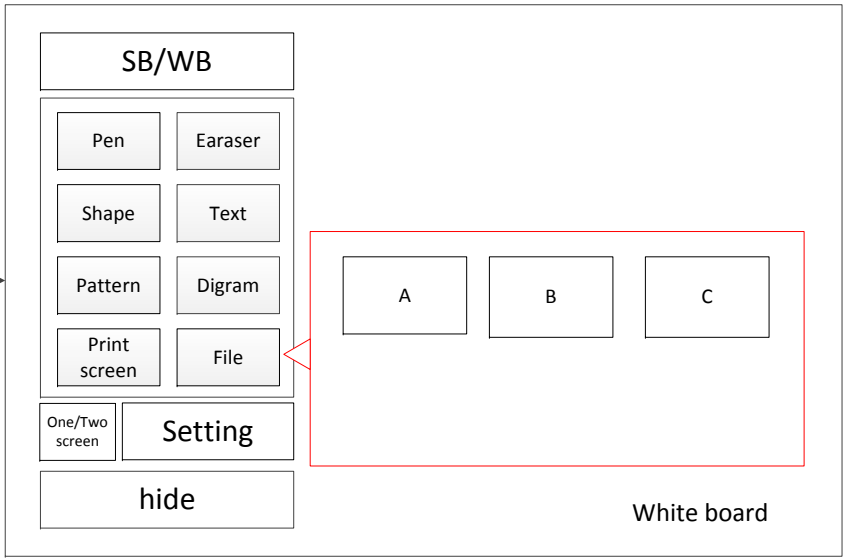 SB/WB
Pen
Earaser
Shape
Text
Pattern
Digram
Print
screen
File
One/Two
screen
Setting
hide
A
B
C
White board